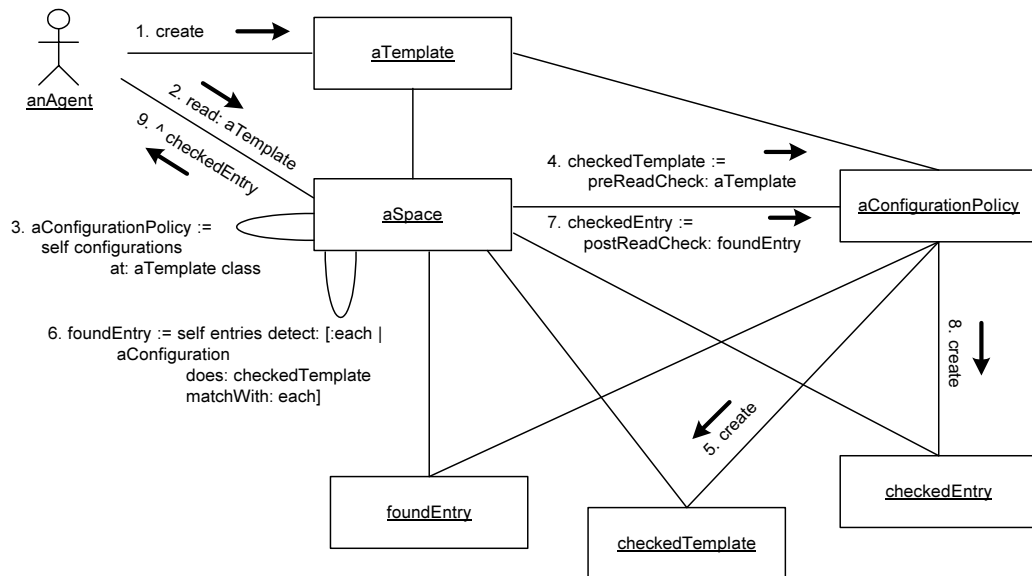 1. create
aTemplate
anAgent
2. read: aTemplate
9. ^ checkedEntry
4. checkedTemplate :=
preReadCheck: aTemplate
aSpace
aConfigurationPolicy
7. checkedEntry :=
postReadCheck: foundEntry
3. aConfigurationPolicy :=
self configurations
at: aTemplate class
6. foundEntry := self entries detect: [:each |
aConfiguration
does: checkedTemplate
matchWith: each]
8. create
5. create
foundEntry
checkedTemplate
checkedEntry